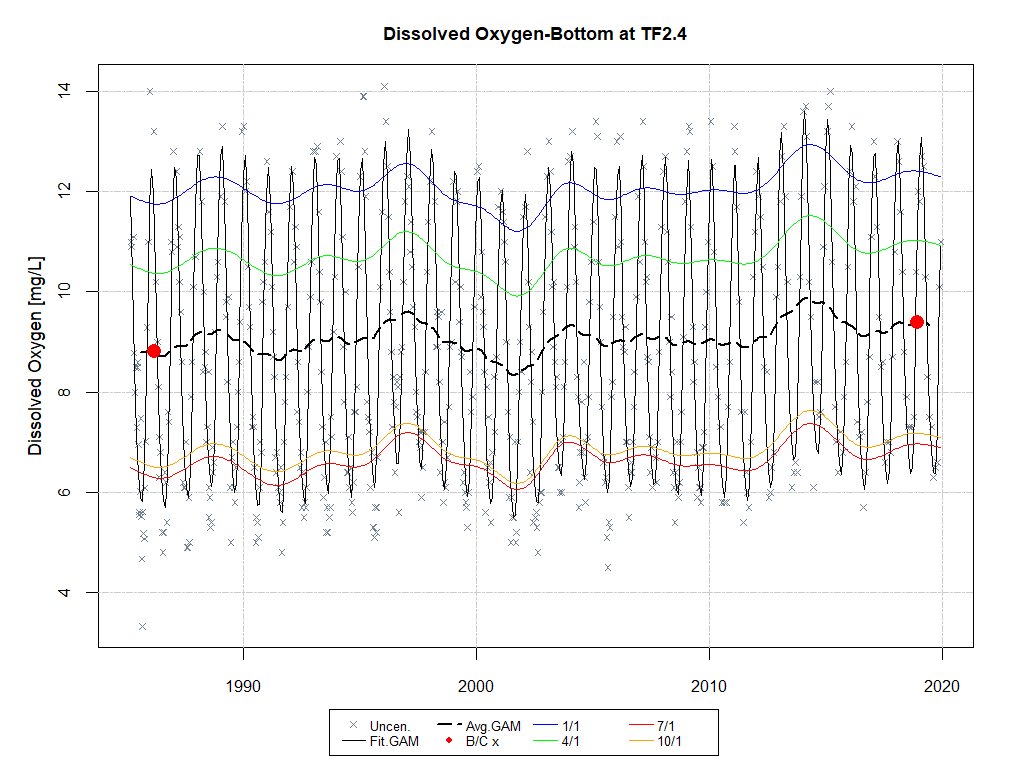 Dissolved Oxygen-Bottom at TF2.4
Dissolved Oxygen [mg/L]
14
12
10
8
6
4
1990 2000 2010 2020
Uncen. Avg.GAM 1/1 7/1
Fit.GAM B/C x 4/1 10/1